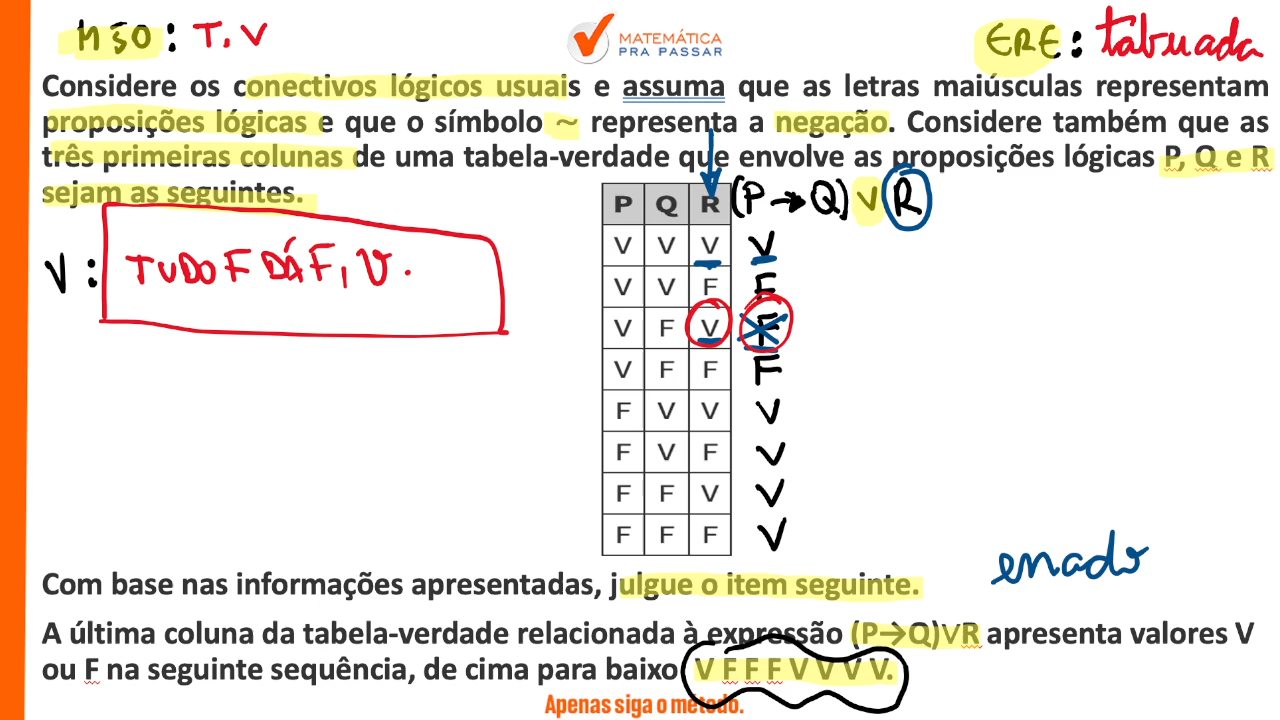 NSO: T, V
MATEMÁTICA
PRA PASSAR
ERE: tabuada
Considere os conectivos lógicos usuais e assuma que as letras maiúsculas representam
proposições lógicas e que o símbolo ~ representa a negação. Considere também que as
três primeiras colunas de uma tabela-verdade que envolve as proposições lógicas P, Q e R
sejam as seguintes.
P Q R (P → Q) V R
V V V V
V V F F
V F V F
V F F F
F V V V
F V F V
F F V V
F F F V
V: TUDO F DÁ F, V.
enado
Com base nas informações apresentadas, julgue o item seguinte.
A última coluna da tabela-verdade relacionada à expressão (P→Q)∨R apresenta valores V
ou F na seguinte sequência, de cima para baixo V F F F V V V V.
Apenas siga o método.